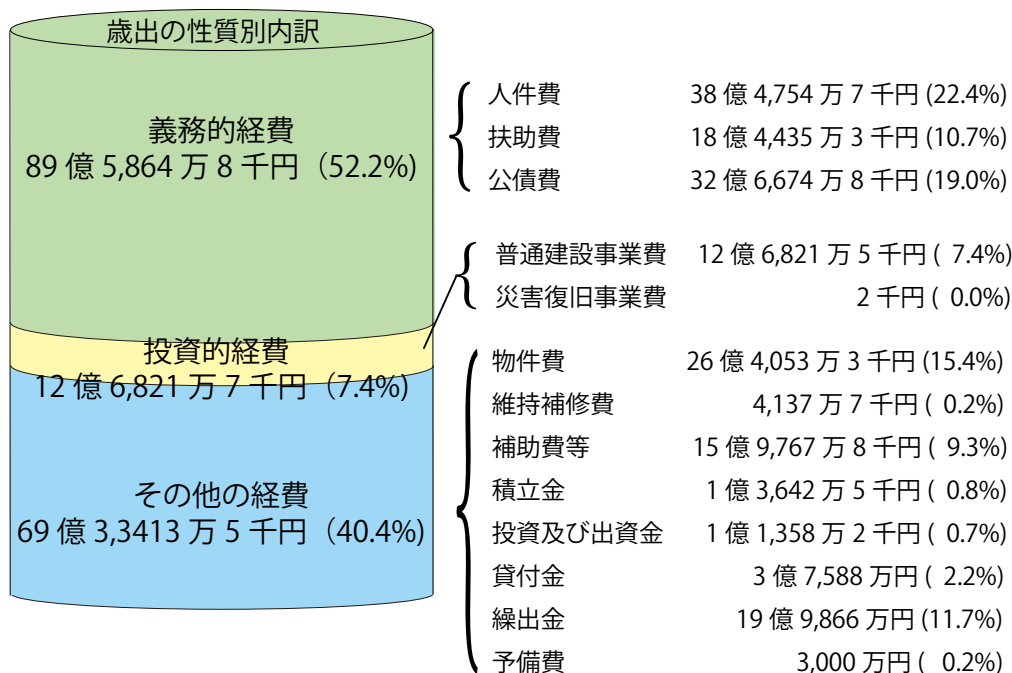 歳出の性質別内訳
義務的経費
89 億 5,864 万 8 千円（52.2%)
人件費 38 億 4,754 万 7 千円 (22.4%)
扶助費 18 億 4,435 万 3 千円 (10.7%)
公債費 32 億 6,674 万 8 千円 (19.0%)
投資的経費
12 億 6,821 万 7 千円（7.4%)
普通建設事業費 12 億 6,821 万 5 千円 ( 7.4%)
災害復旧事業費 2 千円 ( 0.0%)
その他の経費
69 億 3,3413 万 5 千円（40.4%)
物件費 26 億 4,053 万 3 千円 (15.4%)
維持補修費 4,137 万 7 千円 ( 0.2%)
補助費等 15 億 9,767 万 8 千円 ( 9.3%)
積立金 1 億 3,642 万 5 千円 ( 0.8%)
投資及び出資金 1 億 1,358 万 2 千円 ( 0.7%)
貸付金 3 億 7,588 万円 ( 2.2%)
繰出金 19 億 9,866 万円 (11.7%)
予備費 3,000 万円 ( 0.2%)